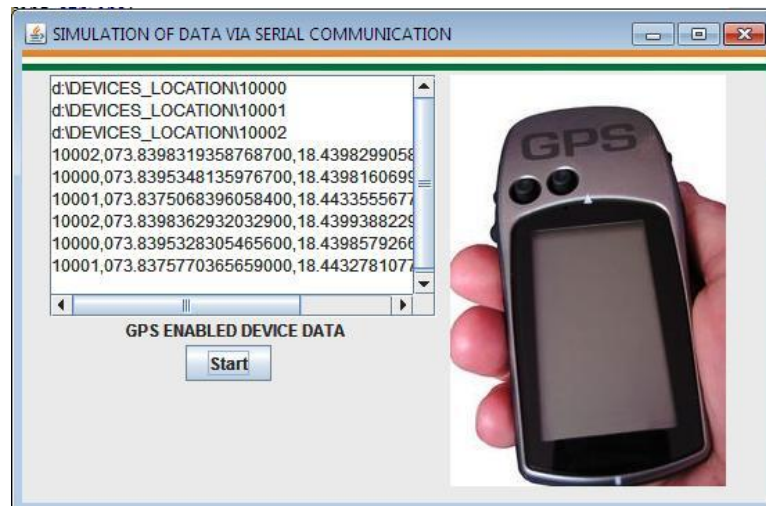 SIMULATION OF DATA VIA SERIAL COMMUNICATION
d:\DEVICES_LOCATION\10000
d:\DEVICES_LOCATION\10001
d:\DEVICES_LOCATION\10002
10002,073.8398319358768700,18.4398299058
10000,073.8395348135976700,18.4398160699
10001,073.8375068396058400,18.4433555677
10002,073.8398362932032900,18.4399388229
10000,073.8395328305465600,18.4398579266
10001,073.8375770365659000,18.4432781077
GPS ENABLED DEVICE DATA
Start
GPS